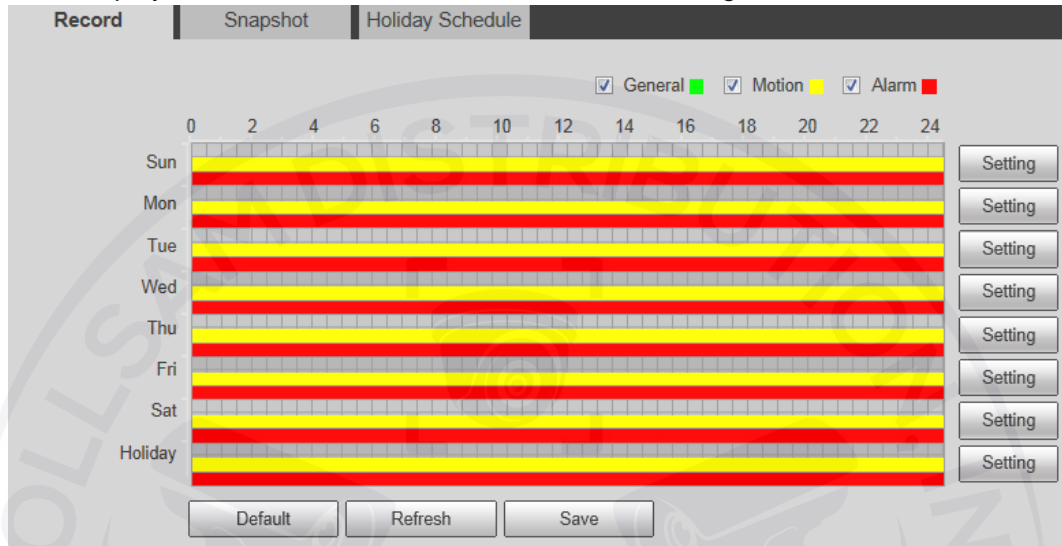 Record Snapshot Holiday Schedule
General Motion Alarm
0 2 4 6 8 10 12 14 16 18 20 22 24
Sun Setting
Mon Setting
Tue Setting
Wed Setting
Thu Setting
Fri Setting
Sat Setting
Holiday Setting
Default Refresh Save